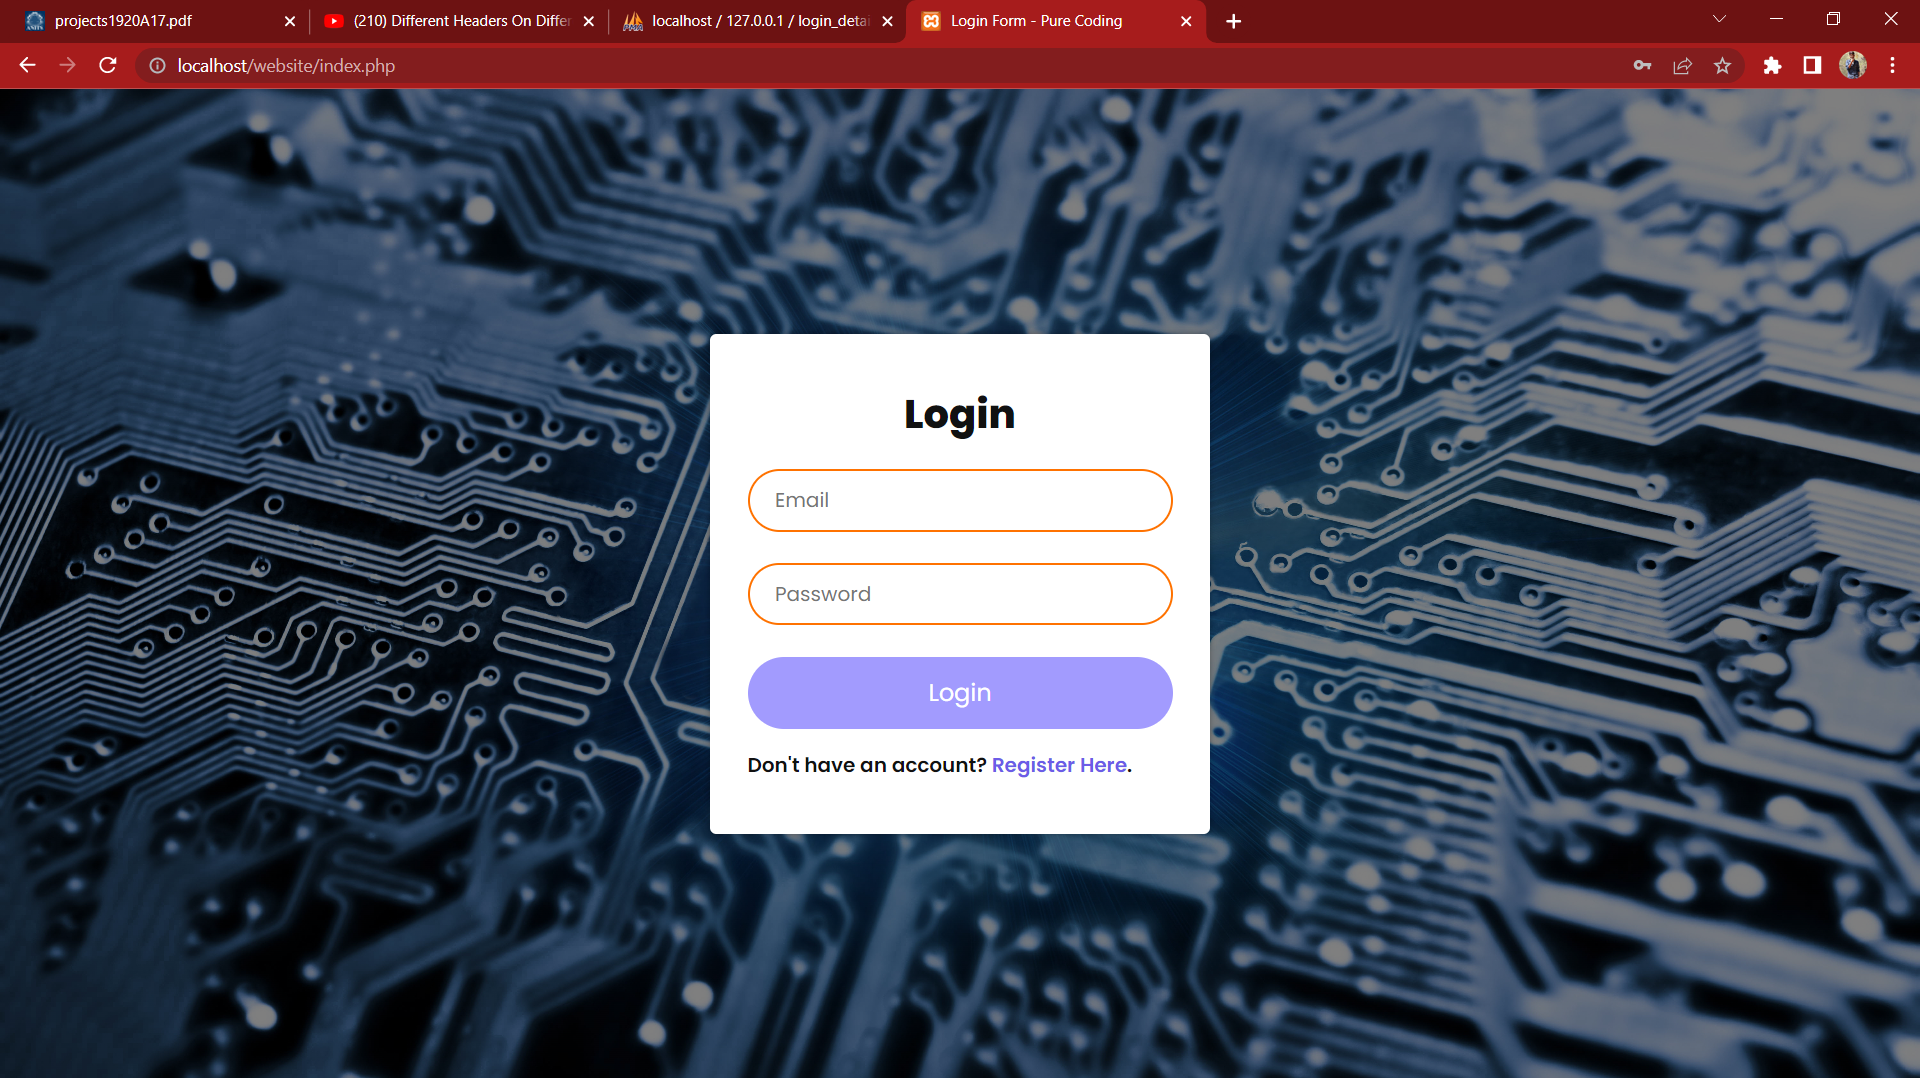 projects1920A17.pdf
(210) Different Headers On Differ
localhost / 127.0.0.1 / login_detai
Login Form - Pure Coding
localhost/website/index.php
Login
Email
Password
Login
Don't have an account? Register Here.